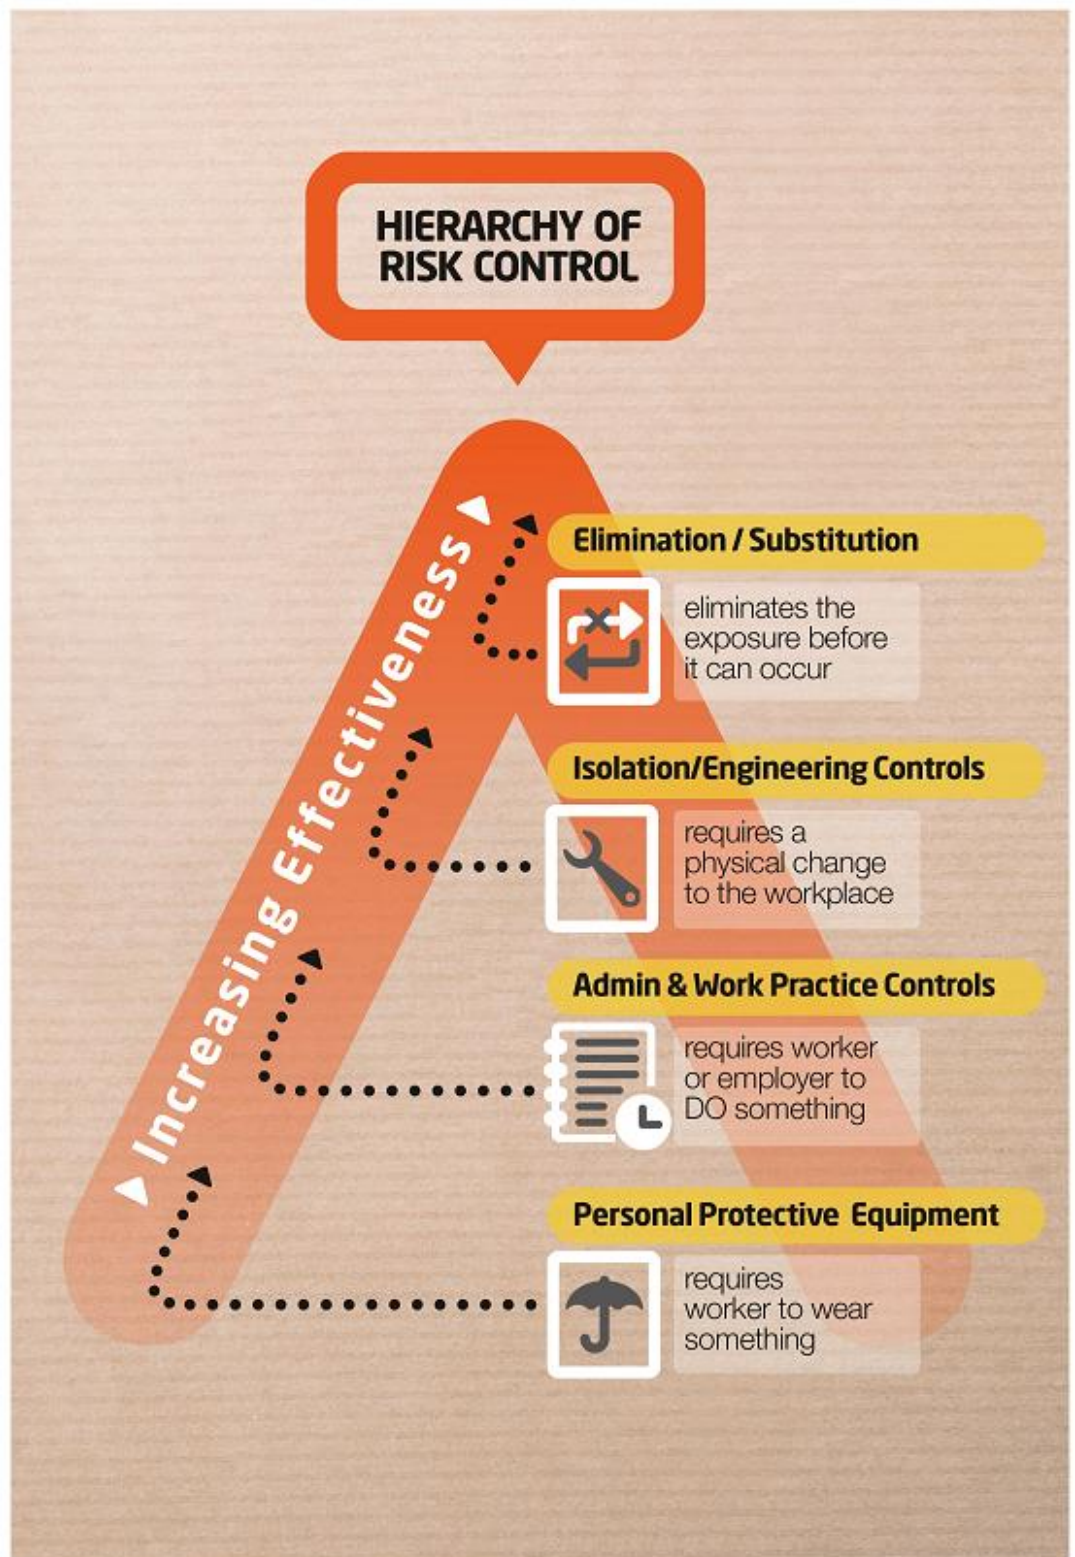 HIERARCHY OF
RISK CONTROL
Increasing Effectiveness
Elimination / Substitution
eliminates the
exposure before
it can occur
Isolation/Engineering Controls
requires a
physical change
to the workplace
Admin & Work Practice Controls
requires worker
or employer to
DO something
Personal Protective Equipment
requires
worker to wear
something